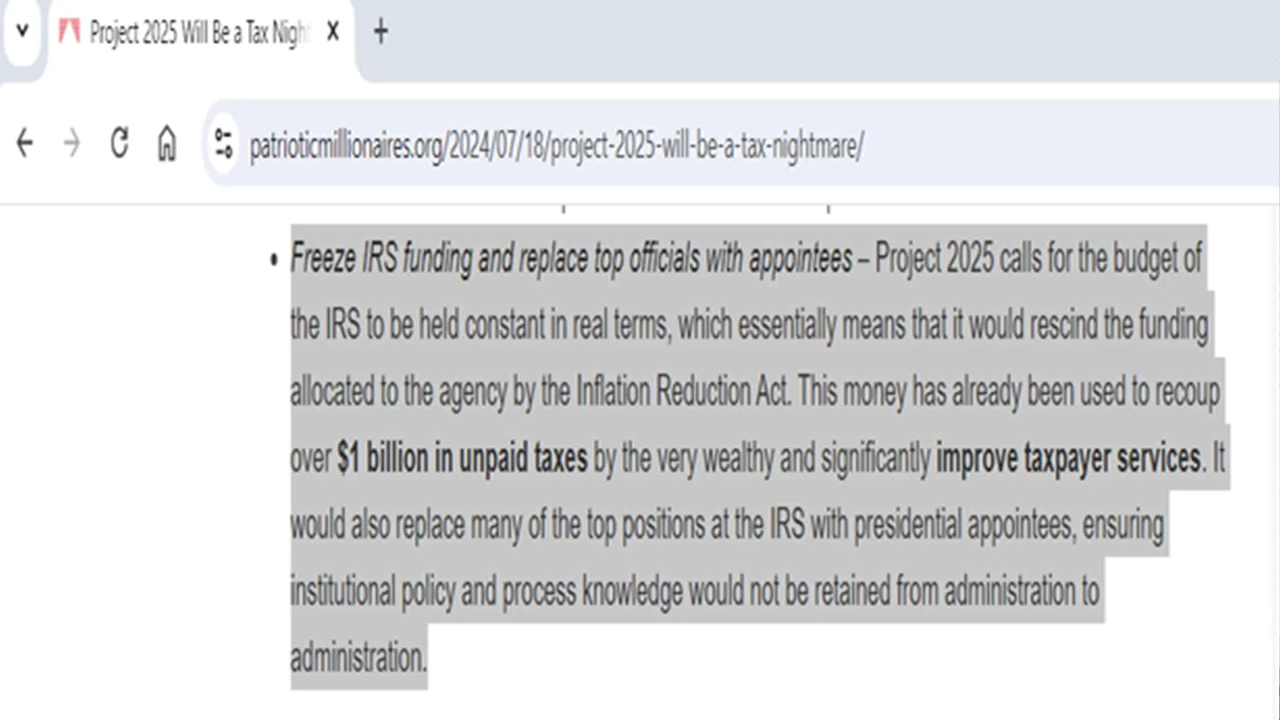 Project 2025 Will Be a Tax Nigh
patrioticmillionaires.org/2024/07/18/project-2025-will-be-a-tax-nightmare/
• Freeze IRS funding and replace top officials with appointees – Project 2025 calls for the budget of
the IRS to be held constant in real terms, which essentially means that it would rescind the funding
allocated to the agency by the Inflation Reduction Act. This money has already been used to recoup
over $1 billion in unpaid taxes by the very wealthy and significantly improve taxpayer services. It
would also replace many of the top positions at the IRS with presidential appointees, ensuring
institutional policy and process knowledge would not be retained from administration to
administration.